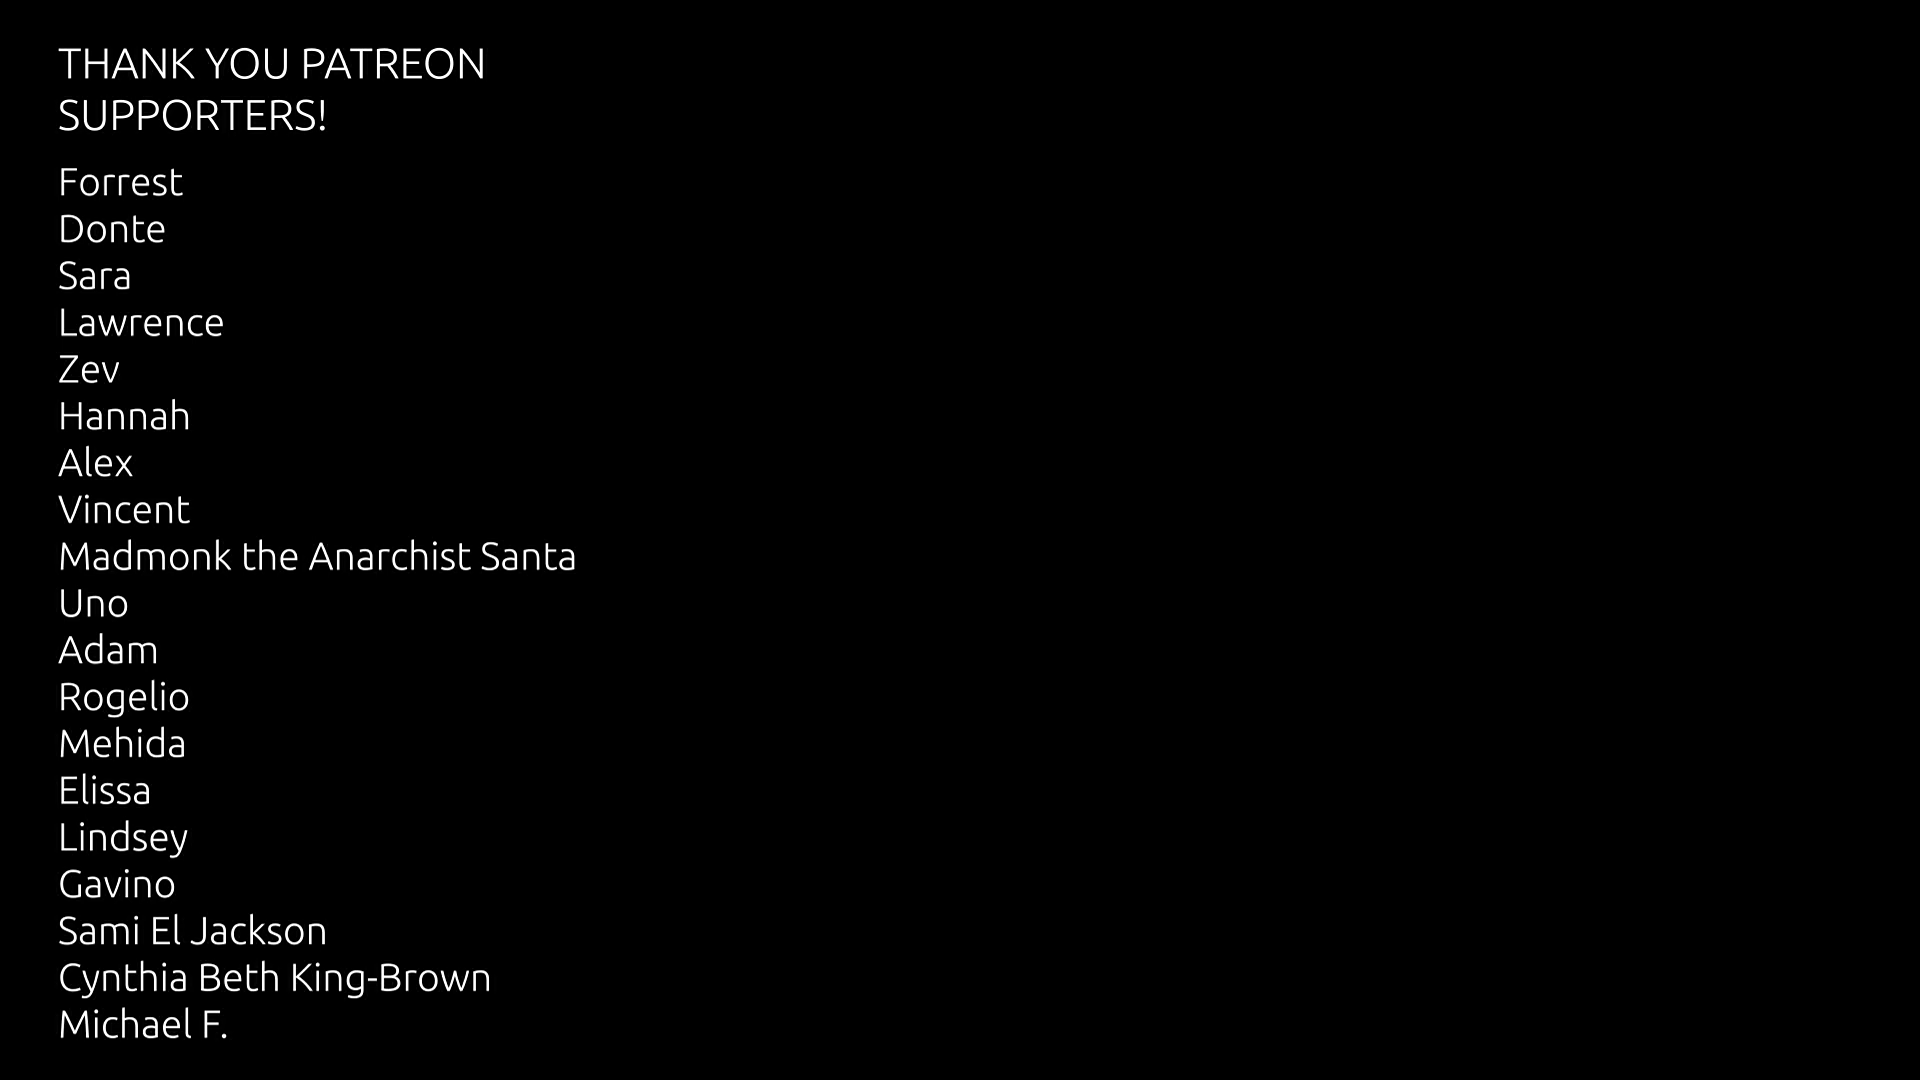 THANK YOU PATREON
SUPPORTERS!
Forrest
Donte
Sara
Lawrence
Zev
Hannah
Alex
Vincent
Madmonk the Anarchist Santa
Uno
Adam
Rogelio
Mehida
Elissa
Lindsey
Gavino
Sami El Jackson
Cynthia Beth King-Brown
Michael F.